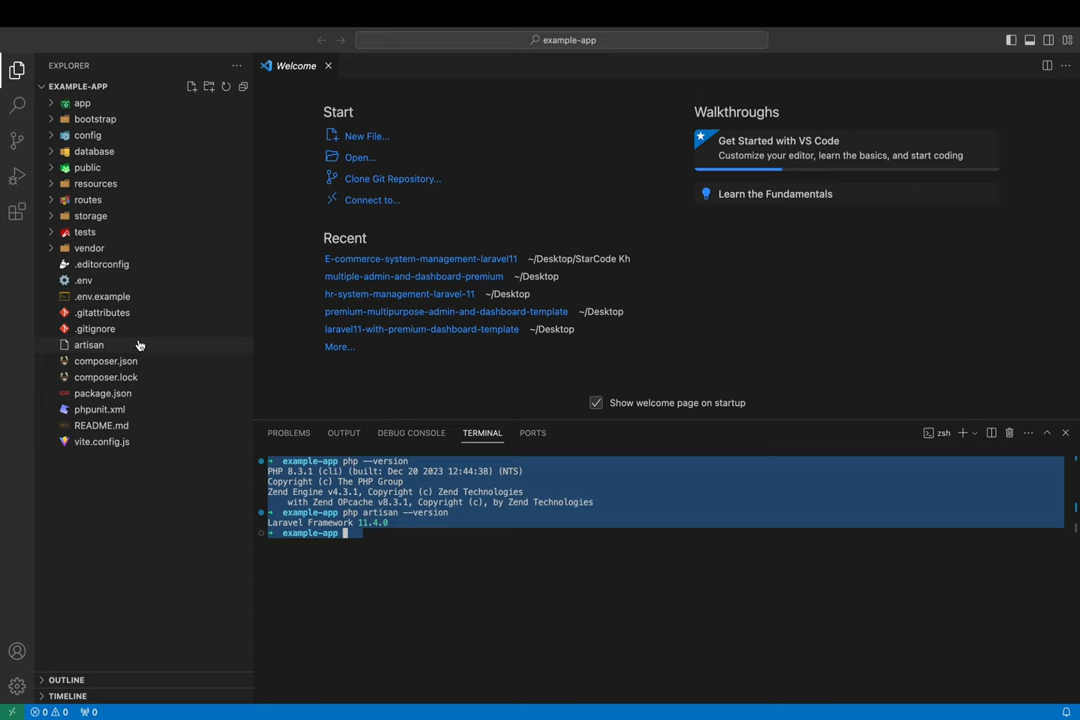 example-app
EXPLORER
EXAMPLE-APP
app
bootstrap
config
database
public
resources
routes
storage
tests
vendor
.editorconfig
.env
.env.example
.gitattributes
.gitignore
artisan
composer.json
composer.lock
package.json
phpunit.xml
README.md
vite.config.js
OUTLINE
TIMELINE
Welcome
Start
New File...
Open...
Clone Git Repository...
Connect to...
Recent
E-commerce-system-management-laravel11 ~/Desktop/StarCode Kh
multiple-admin-and-dashboard-premium ~/Desktop
hr-system-management-laravel-11 ~/Desktop
premium-multipurpose-admin-and-dashboard-template ~/Desktop
laravel11-with-premium-dashboard-template ~/Desktop
More...
Walkthroughs
Get Started with VS Code
Customize your editor, learn the basics, and start coding
Learn the Fundamentals
Show welcome page on startup
PROBLEMS OUTPUT DEBUG CONSOLE TERMINAL PORTS
zsh
example-app php --version
PHP 8.3.1 (cli) (built: Dec 20 2023 12:44:38) (NTS)
Copyright (c) The PHP Group
Zend Engine v4.3.1, Copyright (c) Zend Technologies
with Zend OPcache v8.3.1, Copyright (c), by Zend Technologies
example-app php artisan --version
Laravel Framework 11.4.0
example-app
0 0 0